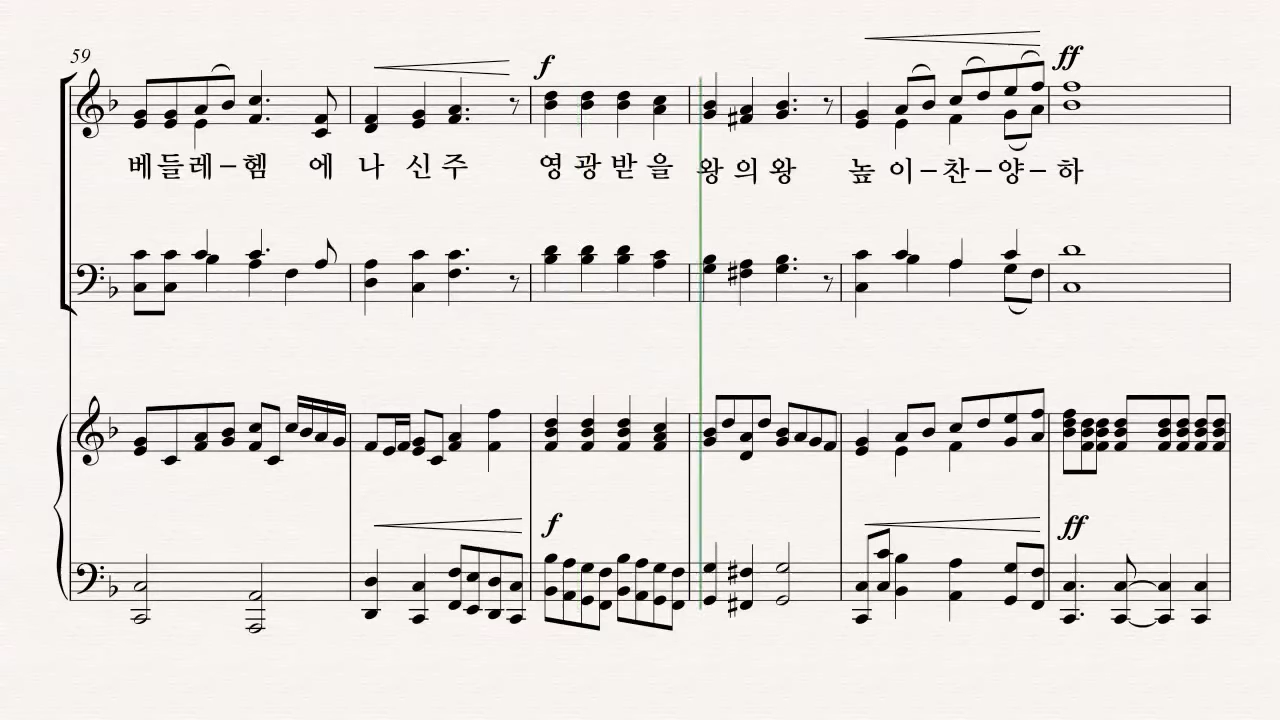 59
f
ff
베들레–헴 에 나 신 주 영 광 받 을 왕 의 왕 높 이–찬–양–하
f
ff